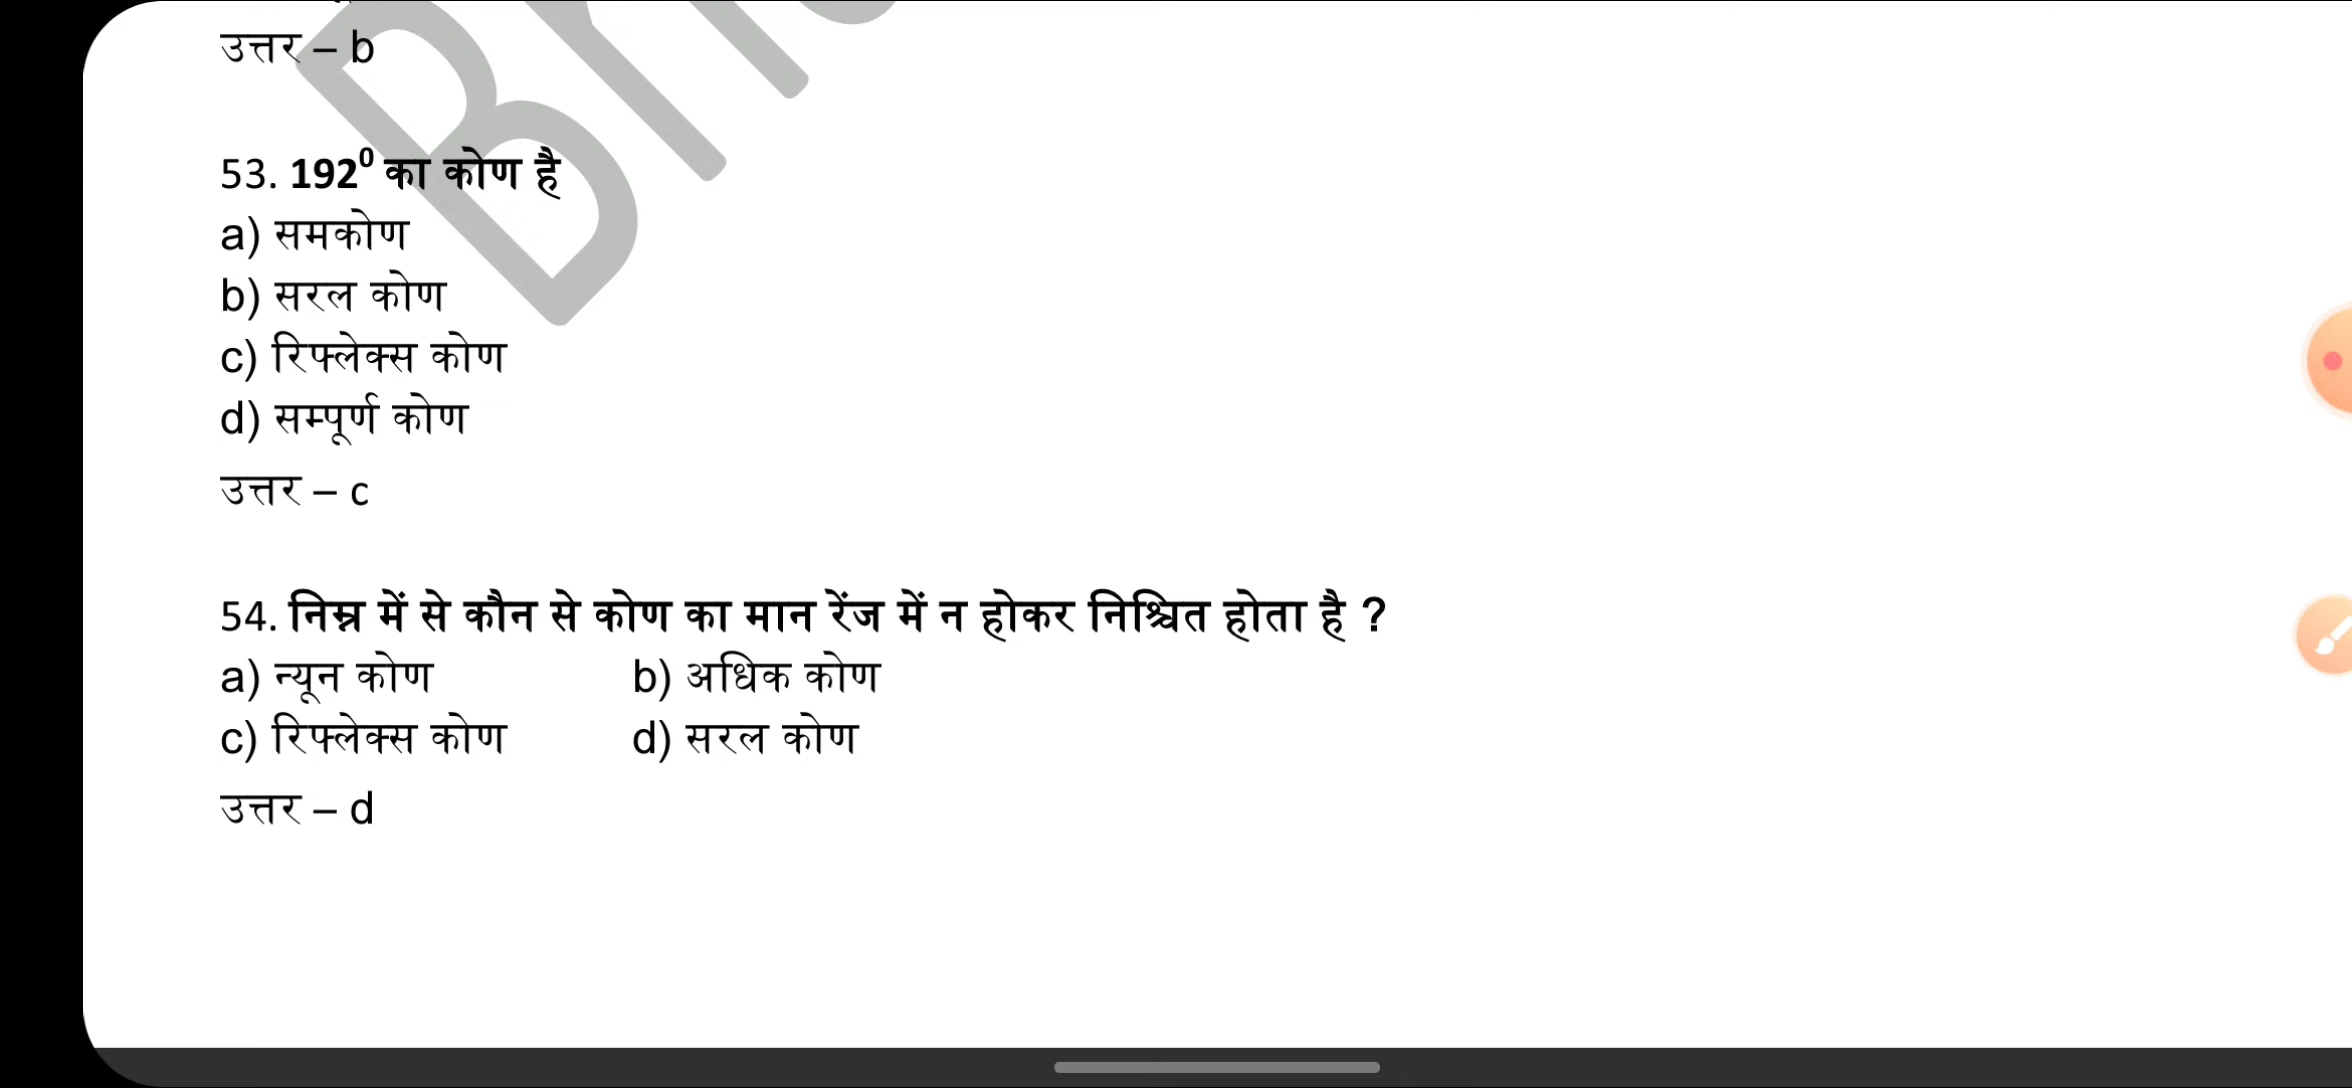 उत्तर – b
53. 192⁰ का कोण है
a) समकोण
b) सरल कोण
c) रिफ्लेक्स कोण
d) सम्पूर्ण कोण
उत्तर – c
54. निम्न में से कौन से कोण का मान रेंज में न होकर निश्चित होता है ?
a) न्यून कोण b) अधिक कोण
c) रिफ्लेक्स कोण d) सरल कोण
उत्तर – d